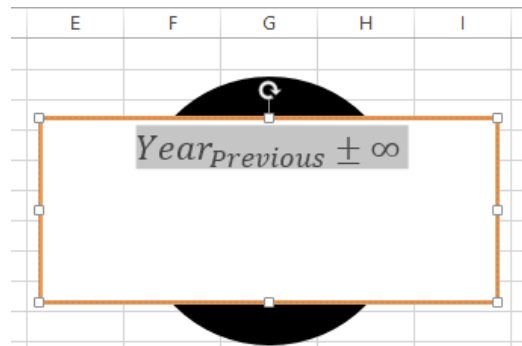 E F G H I
Year_Previous ± ∞